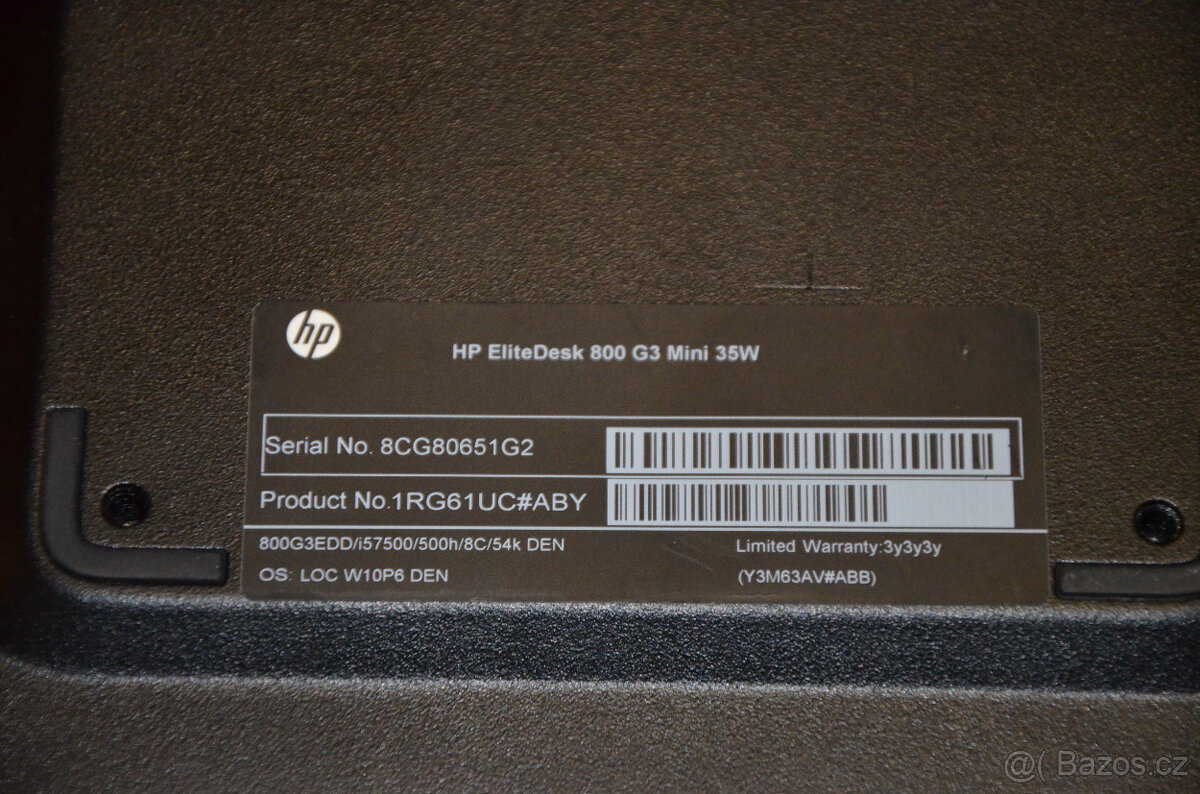 hp
HP EliteDesk 800 G3 Mini 35W
Serial No. 8CG80651G2
Product No.1RG61UC#ABY
800G3EDD/i57500/500h/8C/54k DEN
Limited Warranty:3y3y3y
OS: LOC W10P6 DEN
(Y3M63AV#ABB)
@( Bazos.cz